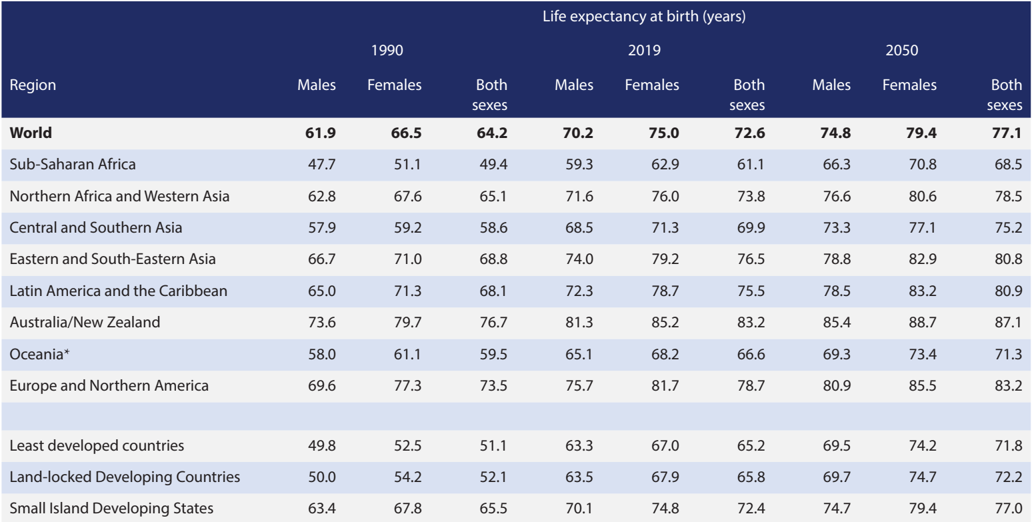 Life expectancy at birth (years)
1990 2019 2050
Region Males Females Both sexes Males Females Both sexes Males Females Both sexes
World 61.9 66.5 64.2 70.2 75.0 72.6 74.8 79.4 77.1
Sub-Saharan Africa 47.7 51.1 49.4 59.3 62.9 61.1 66.3 70.8 68.5
Northern Africa and Western Asia 62.8 67.6 65.1 71.6 76.0 73.8 76.6 80.6 78.5
Central and Southern Asia 57.9 59.2 58.6 68.5 71.3 69.9 73.3 77.1 75.2
Eastern and South-Eastern Asia 66.7 71.0 68.8 74.0 79.2 76.5 78.8 82.9 80.8
Latin America and the Caribbean 65.0 71.3 68.1 72.3 78.7 75.5 78.5 83.2 80.9
Australia/New Zealand 73.6 79.7 76.7 81.3 85.2 83.2 85.4 88.7 87.1
Oceania* 58.0 61.1 59.5 65.1 68.2 66.6 69.3 73.4 71.3
Europe and Northern America 69.6 77.3 73.5 75.7 81.7 78.7 80.9 85.5 83.2
Least developed countries 49.8 52.5 51.1 63.3 67.0 65.2 69.5 74.2 71.8
Land-locked Developing Countries 50.0 54.2 52.1 63.5 67.9 65.8 69.7 74.7 72.2
Small Island Developing States 63.4 67.8 65.5 70.1 74.8 72.4 74.7 79.4 77.0